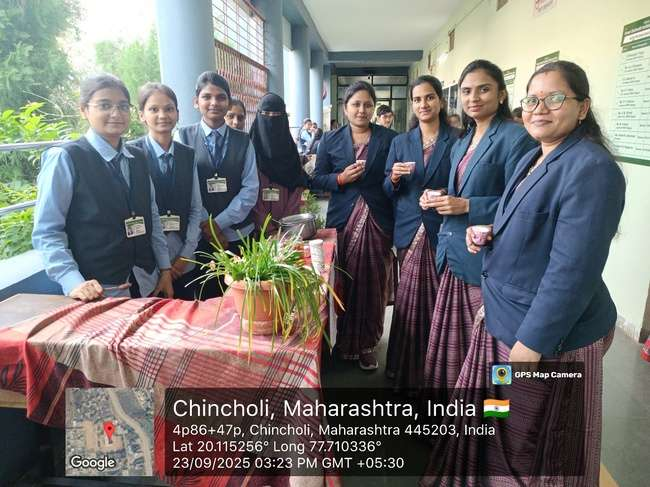 GPS Map Camera
Chincholi, Maharashtra, India
4p86+47p, Chincholi, Maharashtra 445203, India
Lat 20.115256° Long 77.710336°
23/09/2025 03:23 PM GMT +05:30
Google